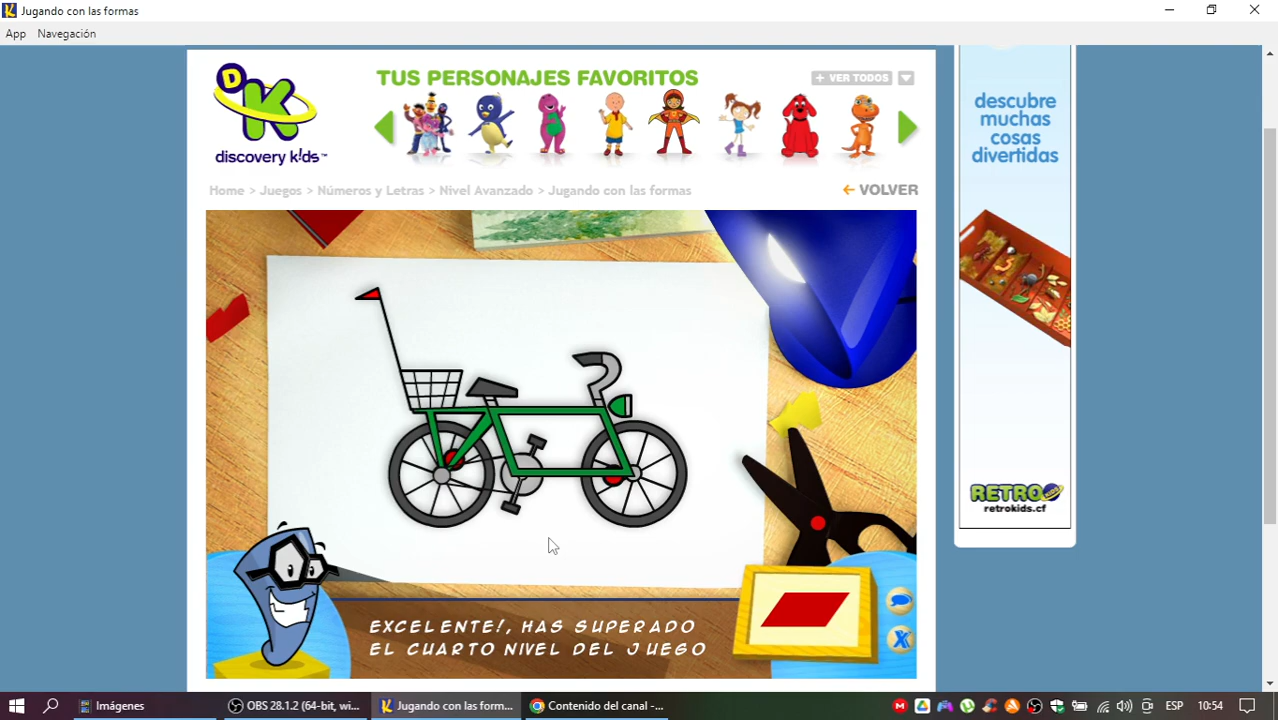 Jugando con las formas
App Navegación
D K
discovery k!ds™
TUS PERSONAJES FAVORITOS
+ VER TODOS
Home > Juegos > Números y Letras > Nivel Avanzado > Jugando con las formas
← VOLVER
EXCELENTE!, HAS SUPERADO
EL CUARTO NIVEL DEL JUEGO
X
descubre
muchas
cosas
divertidas
RETRO
retrokids.cf
Imágenes
OBS 28.1.2 (64-bit, wi...
Jugando con las form...
Contenido del canal -...
ESP
10:54